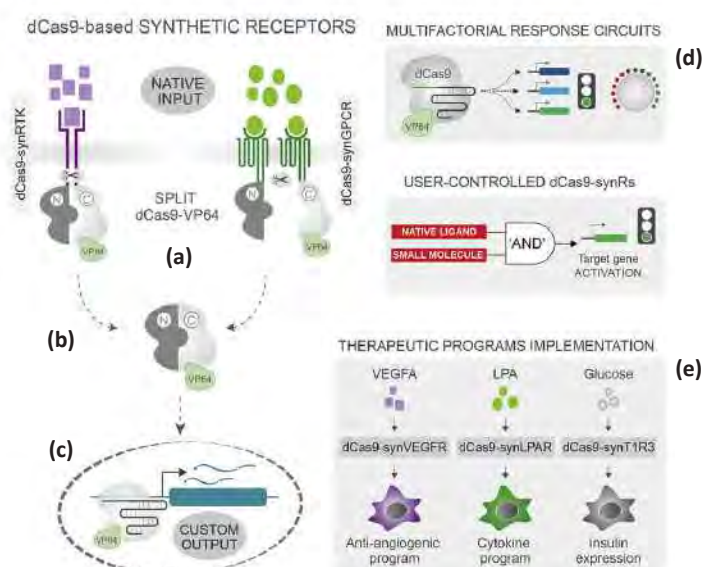 dCas9-based SYNTHETIC RECEPTORS
NATIVE
INPUT
dCas9-synRTK
dCas9-synGPCR
N
C
VP64
SPLIT
dCas9-VP64
N
C
VP64
(a)
(b)
N
C
VP64
(c)
VP64
CUSTOM
OUTPUT
MULTIFACTORIAL RESPONSE CIRCUITS
(d)
dCas9
VP64
USER-CONTROLLED dCas9-synRs
NATIVE LIGAND
SMALL MOLECULE
'AND'
Target gene
ACTIVATION
THERAPEUTIC PROGRAMS IMPLEMENTATION
(e)
VEGFA
LPA
Glucose
dCas9-synVEGFR
dCas9-synLPAR
dCas9-synT1R3
Anti-angiogenic
program
Cytokine
program
Insulin
expression